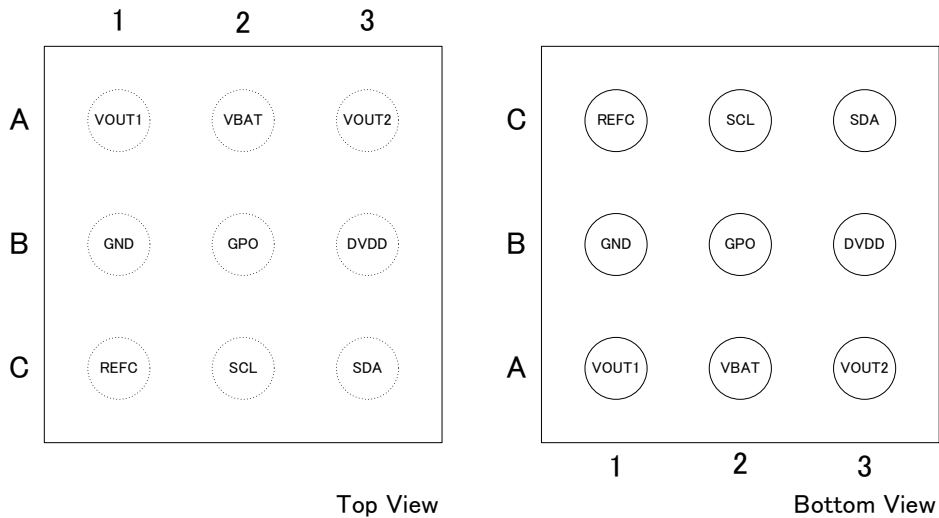 1 2 3
A VOUT1 VBAT VOUT2
B GND GPO DVDD
C REFC SCL SDA
Top View
C REFC SCL SDA
B GND GPO DVDD
A VOUT1 VBAT VOUT2
1 2 3
Bottom View